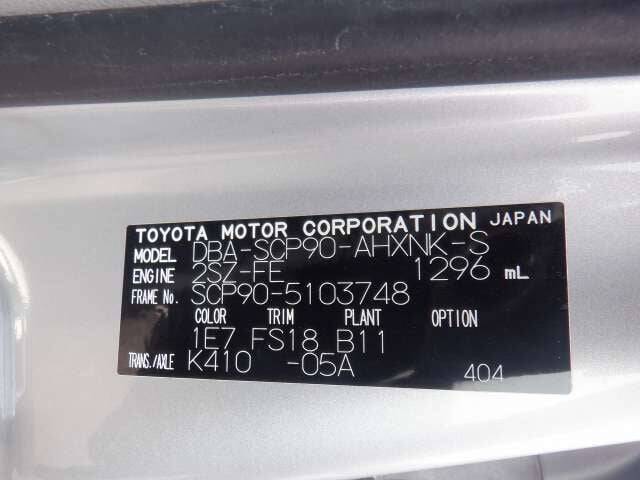 TOYOTA MOTOR CORPORATION JAPAN
MODEL DBA-SCP90-AHXNK-S
ENGINE 2SZ-FE 1296 mL
FRAME No. SCP90-5103748
COLOR TRIM PLANT OPTION
1E7 FS18 B11
TRANS./AXLE K410 -05A 404